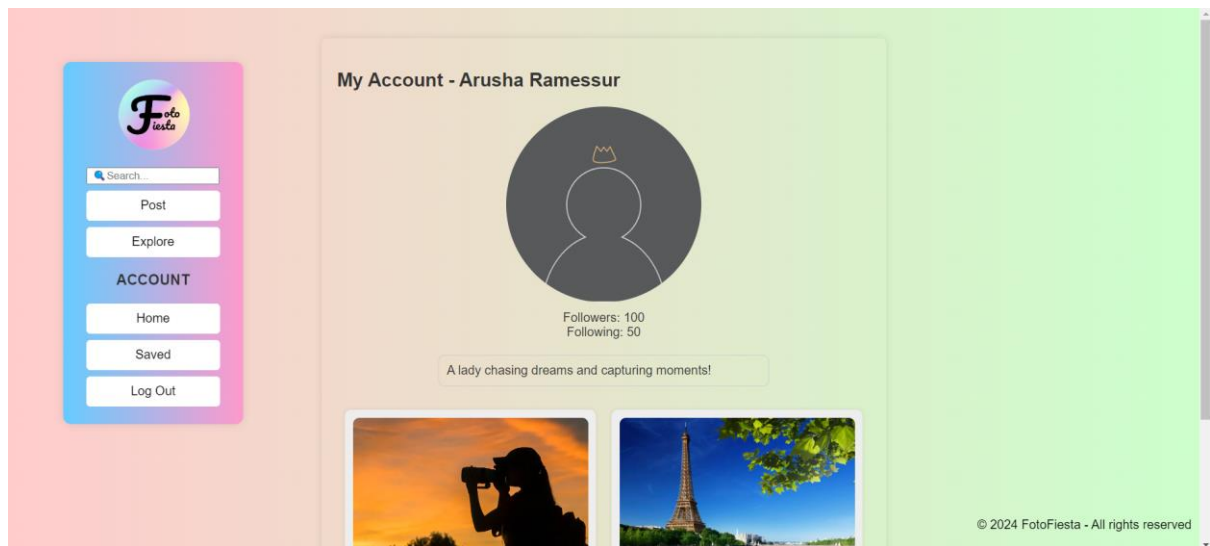 Foto
Fiesta
Search...
Post
Explore
ACCOUNT
Home
Saved
Log Out
My Account - Arusha Ramessur
Followers: 100
Following: 50
A lady chasing dreams and capturing moments!
© 2024 FotoFiesta - All rights reserved